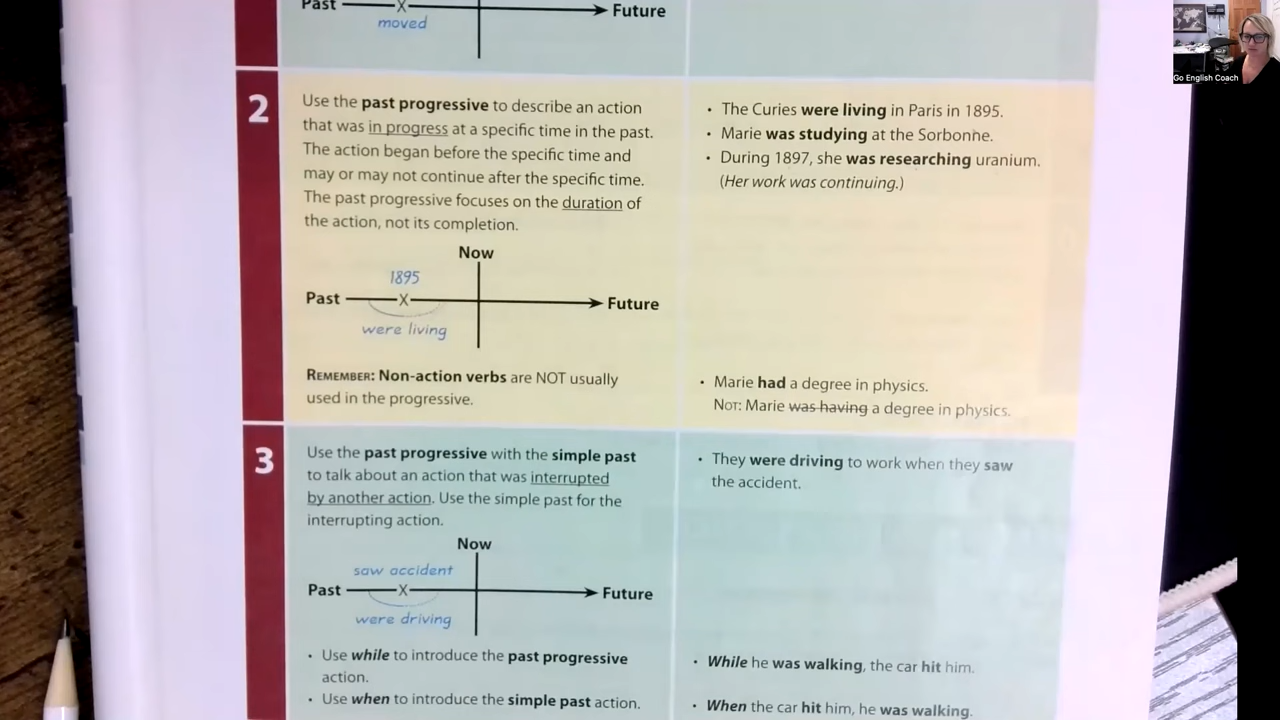 Past X Future
moved
2
Use the past progressive to describe an action
that was in progress at a specific time in the past.
The action began before the specific time and
may or may not continue after the specific time.
The past progressive focuses on the duration of
the action, not its completion.
Now
1895
Past X Future
were living
REMEMBER: Non-action verbs are NOT usually
used in the progressive.
• The Curies were living in Paris in 1895.
• Marie was studying at the Sorbonne.
• During 1897, she was researching uranium.
(Her work was continuing.)
• Marie had a degree in physics.
NOT: Marie was having a degree in physics.
3
Use the past progressive with the simple past
to talk about an action that was interrupted
by another action. Use the simple past for the
interrupting action.
Now
saw accident
Past X Future
were driving
• Use while to introduce the past progressive
action.
• Use when to introduce the simple past action.
• They were driving to work when they saw
the accident.
• While he was walking, the car hit him.
• When the car hit him, he was walking.
Go English Coach